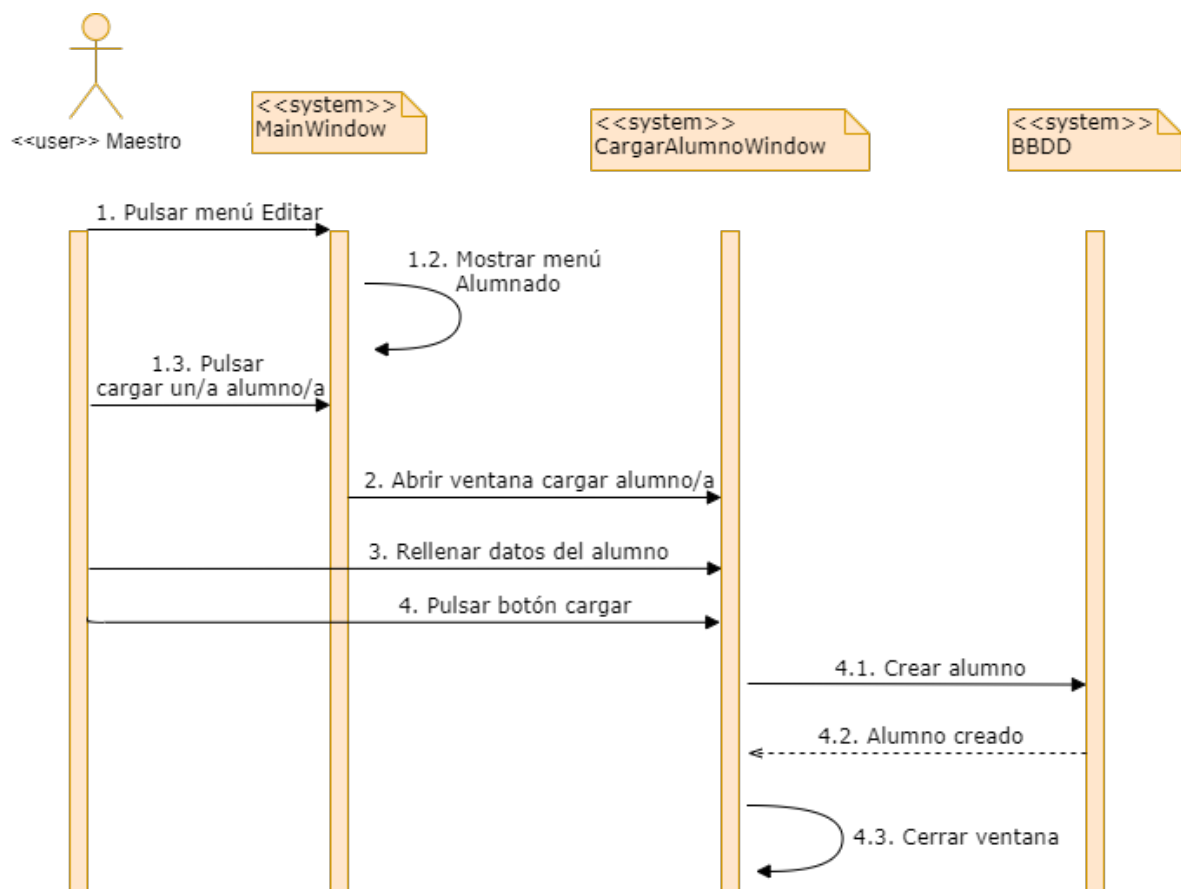 <<user>> Maestro
<<system>>
MainWindow
<<system>>
CargarAlumnoWindow
<<system>>
BBDD
1. Pulsar menú Editar
1.2. Mostrar menú
Alumnado
1.3. Pulsar
cargar un/a alumno/a
2. Abrir ventana cargar alumno/a
3. Rellenar datos del alumno
4. Pulsar botón cargar
4.1. Crear alumno
4.2. Alumno creado
4.3. Cerrar ventana